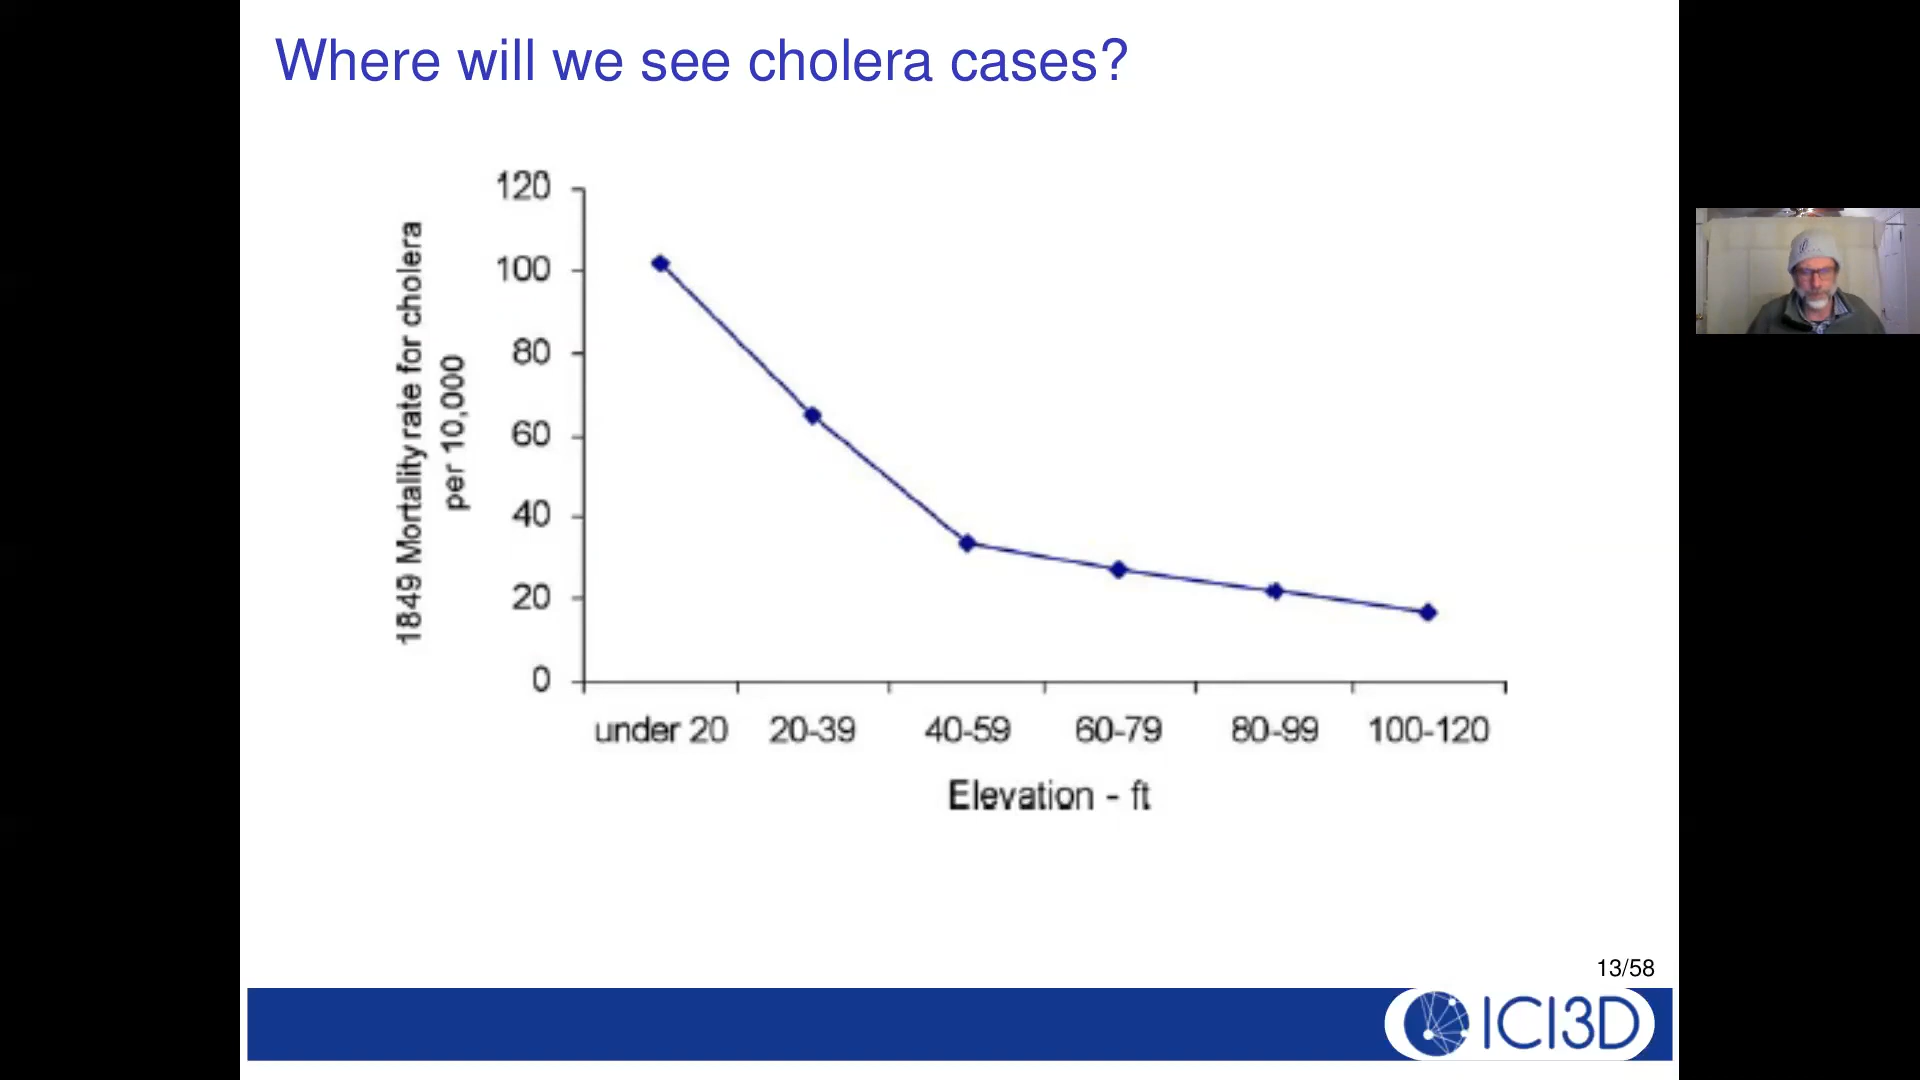 Where will we see cholera cases?
1849 Mortality rate for cholera
per 10,000
120
100
80
60
40
20
0
under 20 20-39 40-59 60-79 80-99 100-120
Elevation - ft
13/58
ICI3D